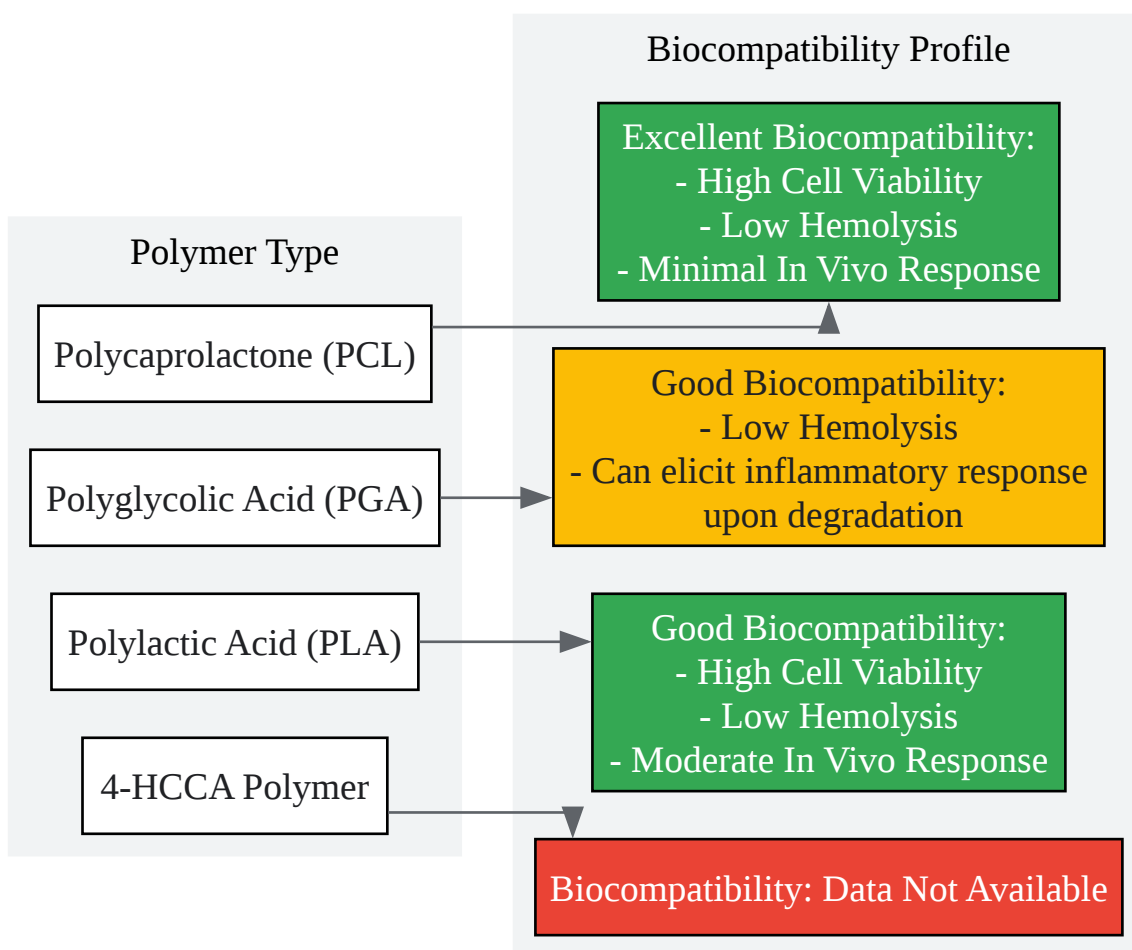 Biocompatibility Profile
Excellent Biocompatibility:
- High Cell Viability
- Low Hemolysis
- Minimal In Vivo Response
Polymer Type
Polycaprolactone (PCL)
Good Biocompatibility:
- Low Hemolysis
- Can elicit inflammatory response
upon degradation
Polyglycolic Acid (PGA)
Polylactic Acid (PLA)
Good Biocompatibility:
- High Cell Viability
- Low Hemolysis
- Moderate In Vivo Response
4-HCCA Polymer
Biocompatibility: Data Not Available